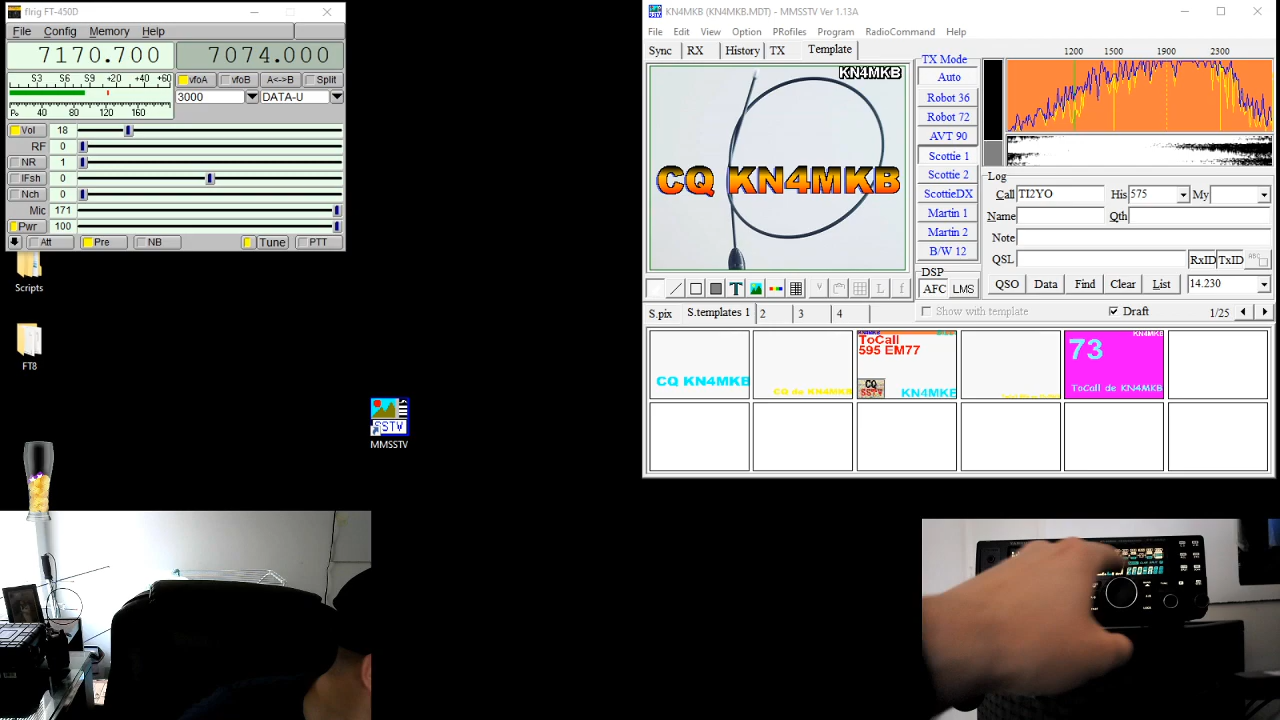 flrig FT-450D
File Config Memory Help
7170.700 7074.000
S3 S6 S9 +20 +40 +60
Po 40 80 120 160
vfoA vfoB A<->B Split
3000 DATA-U
Vol 18
RF 0
NR 1
IFsh 0
Nch 0
Mic 171
Pwr 100
Att Pre NB Tune PTT
Scripts
FT8
SSTV
MMSSTV
KN4MKB (KN4MKB.MDT) - MMSSTV Ver 1.13A
File Edit View Option PRofiles Program RadioCommand Help
Sync RX History TX Template
KN4MKB
CQ KN4MKB
TX Mode
Auto
Robot 36
Robot 72
AVT 90
Scottie 1
Scottie 2
ScottieDX
Martin 1
Martin 2
B/W 12
DSP
AFC LMS
1200 1500 1900 2300
Log
Call TI2YO His 575 My
Name Qth
Note
QSL RxID TxID
QSO Data Find Clear List 14.230
T L f
S.pix S.templates 1 2 3 4
Show with template Draft 1/25
CQ KN4MKB
CQ de KN4MKB
ToCall
595 EM77
CQ
SSTV
KN4MKB
KN4MKB
73
ToCall de KN4MKB